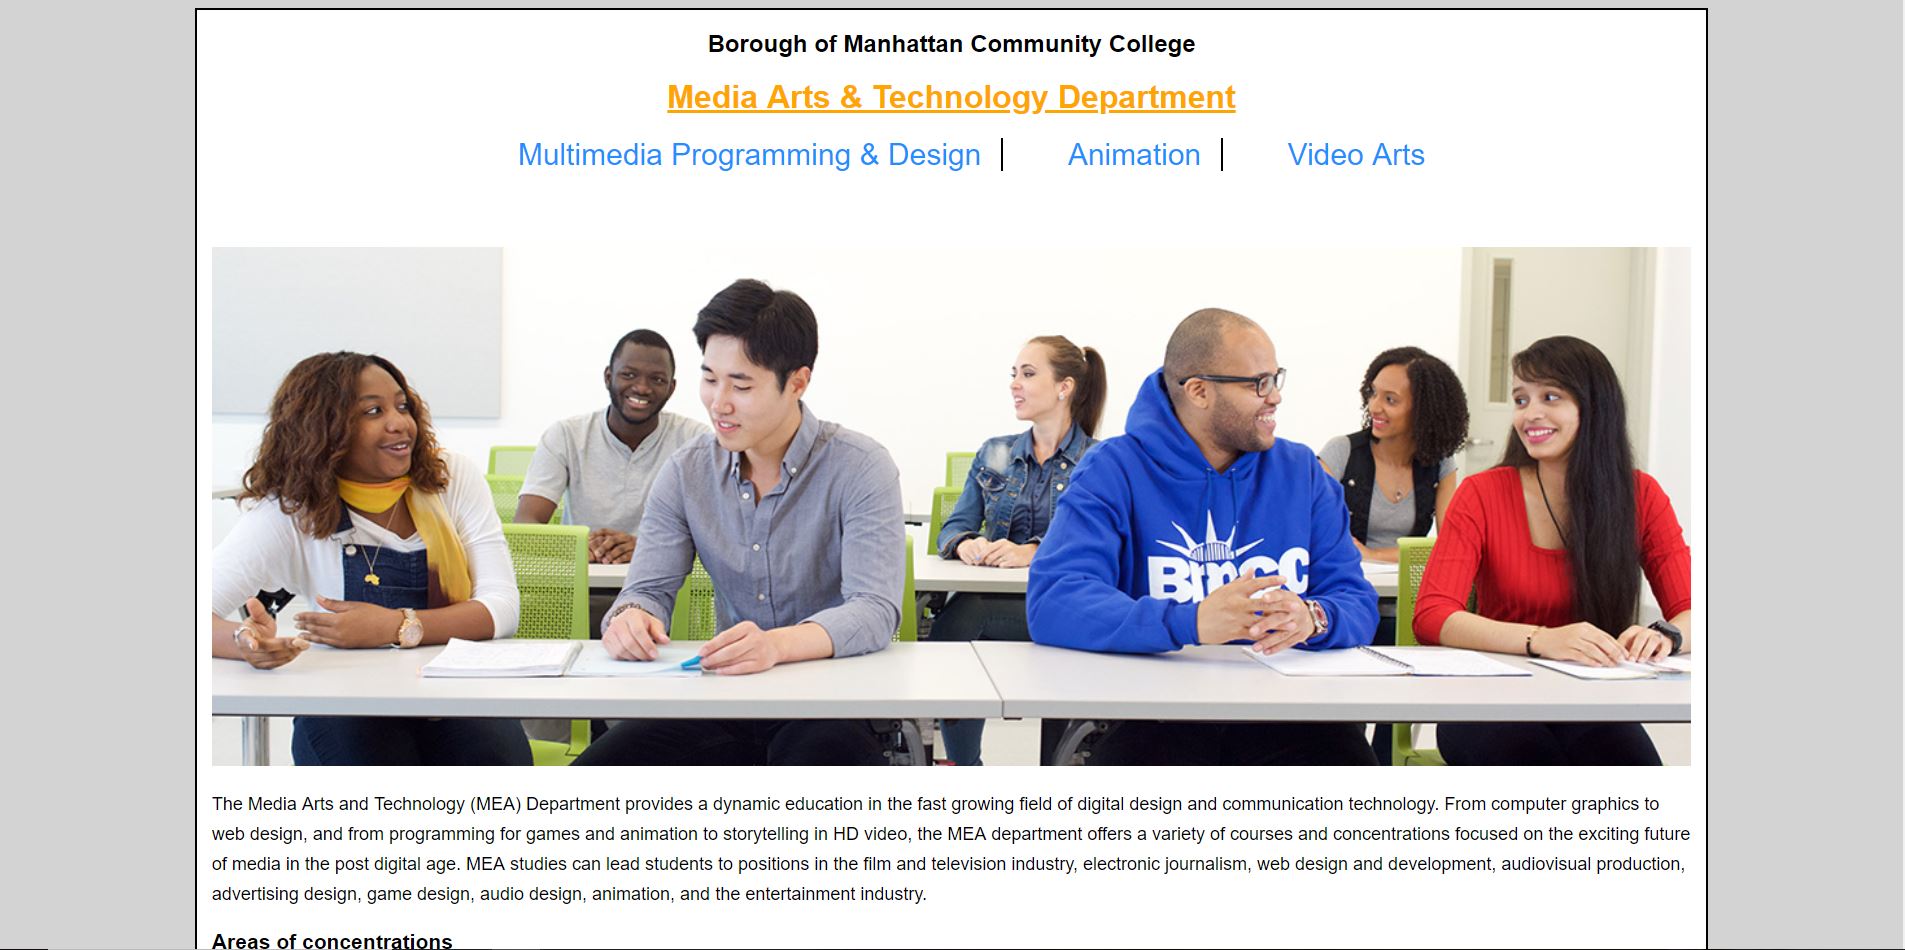 Borough of Manhattan Community College
Media Arts & Technology Department
Multimedia Programming & Design Animation Video Arts
BMCC
The Media Arts and Technology (MEA) Department provides a dynamic education in the fast growing field of digital design and communication technology. From computer graphics to
web design, and from programming for games and animation to storytelling in HD video, the MEA department offers a variety of courses and concentrations focused on the exciting future
of media in the post digital age. MEA studies can lead students to positions in the film and television industry, electronic journalism, web design and development, audiovisual production,
advertising design, game design, audio design, animation, and the entertainment industry.
Areas of concentrations